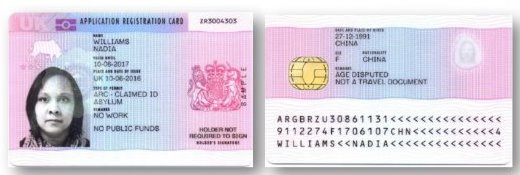 UK
APPLICATION REGISTRATION CARD ZR3004303
NAME
WILLIAMS
NADIA
VALID UNTIL
10-06-2017
PLACE AND DATE OF ISSUE
UK 10-06-2016
TYPE OF PERMIT
ARC - CLAIMED ID
ASYLUM
REMARKS
NO WORK
NO PUBLIC FUNDS
SAMPLE
HOLDER NOT
REQUIRED TO SIGN
HOLDER'S SIGNATURE
DATE AND PLACE OF BIRTH
27-12-1991
CHINA
SEX NATIONALITY
F CHINA
REMARKS
AGE DISPUTED
NOT A TRAVEL DOCUMENT
ARGBRZU30861131<<<<<<<<<<<<<<<
9112274F1706107CHN<<<<<<<<<<<4
WILLIAMS<<NADIA<<<<<<<<<<<<<<<